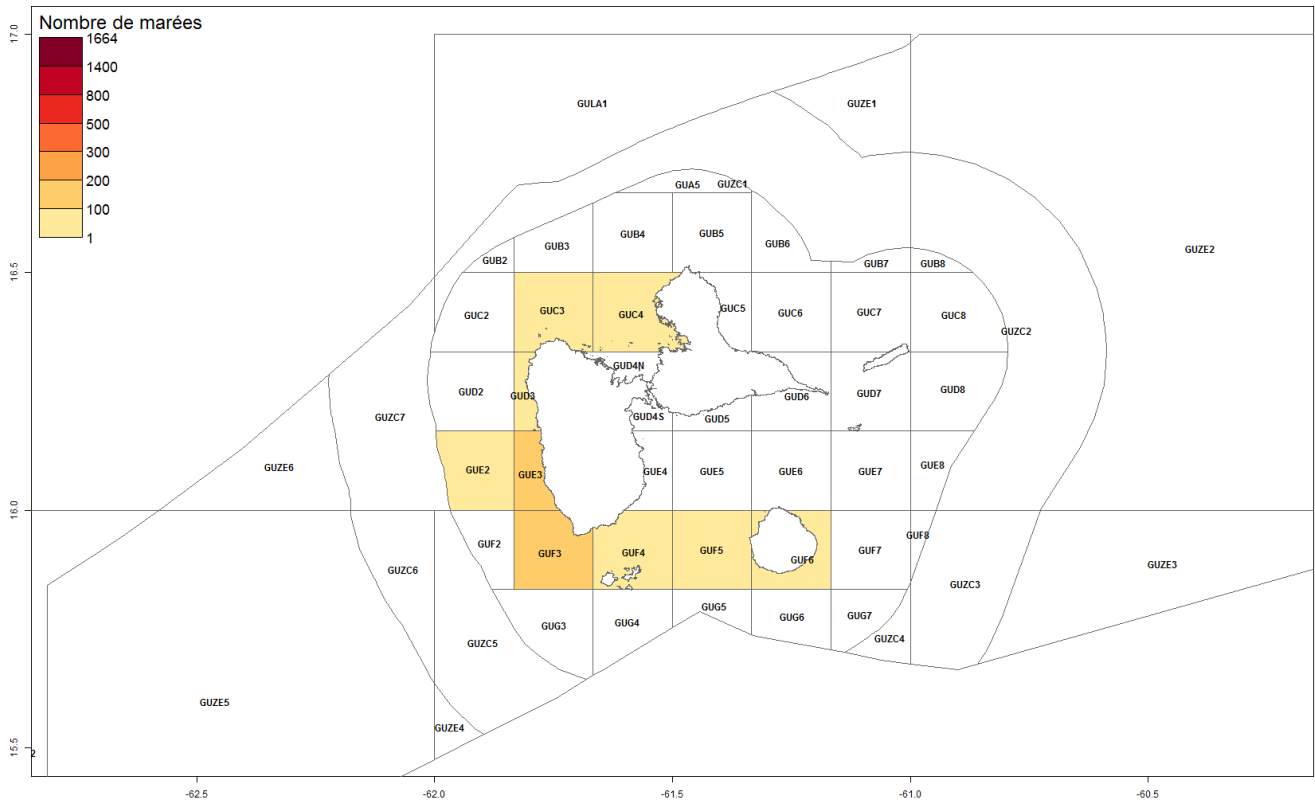 Nombre de marées
1664
1400
800
500
300
200
100
1
17.0
16.5
16.0
15.5
GULA1
GUZE1
GUA5 GUZC1
GUB2 GUB3 GUB4 GUB5 GUB6 GUB7 GUB8
GUZE2
GUC2 GUC3 GUC4 GUC5 GUC6 GUC7 GUC8
GUZC2
GUD4N
GUZC7 GUD2 GUD3 GUD4S GUD5 GUD6 GUD7 GUD8
GUZE6 GUE2 GUE3 GUE4 GUE5 GUE6 GUE7 GUE8
GUF2 GUF3 GUF4 GUF5 GUF6 GUF7 GUF8
GUZC6 GUZC3 GUZE3
GUZC5 GUG3 GUG4 GUG5 GUG6 GUG7
GUZC4
GUZE5 GUZE4
2
-62.5 -62.0 -61.5 -61.0 -60.5